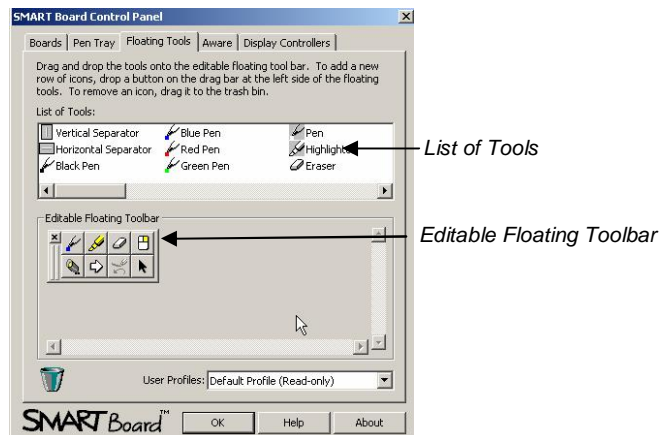 SMART Board Control Panel
Boards Pen Tray Floating Tools Aware Display Controllers
Drag and drop the tools onto the editable floating tool bar. To add a new
row of icons, drop a button on the drag bar at the left side of the floating
tools. To remove an icon, drag it to the trash bin.
List of Tools:
Vertical Separator Blue Pen Pen
Horizontal Separator Red Pen Highlight
Black Pen Green Pen Eraser
List of Tools
Editable Floating Toolbar
Editable Floating Toolbar
User Profiles: Default Profile (Read-only)
SMART Board™ OK Help About